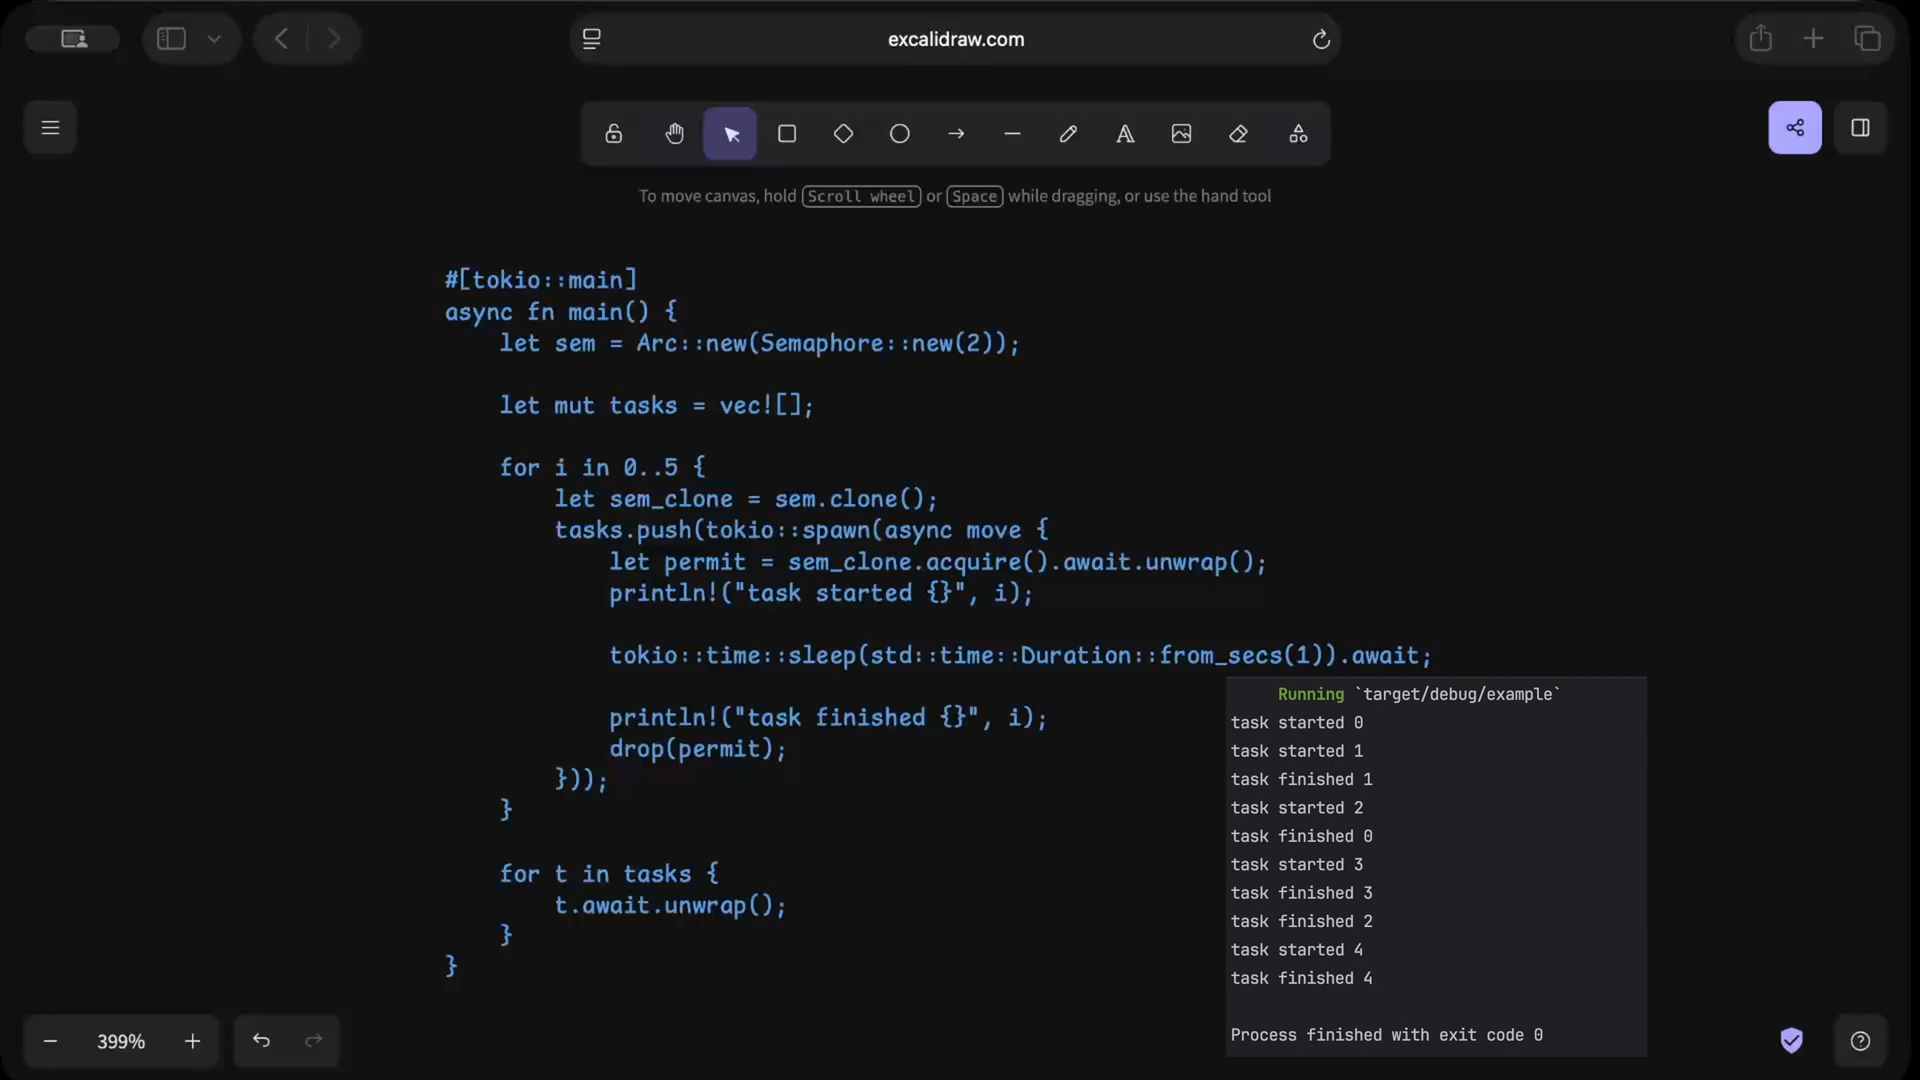 excalidraw.com
To move canvas, hold Scroll wheel or Space while dragging, or use the hand tool
#[tokio::main]
async fn main() {
    let sem = Arc::new(Semaphore::new(2));

    let mut tasks = vec![];

    for i in 0..5 {
        let sem_clone = sem.clone();
        tasks.push(tokio::spawn(async move {
            let permit = sem_clone.acquire().await.unwrap();
            println!("task started {}", i);

            tokio::time::sleep(std::time::Duration::from_secs(1)).await;

            println!("task finished {}", i);
            drop(permit);
        }));
    }

    for t in tasks {
        t.await.unwrap();
    }
}
Running `target/debug/example`
task started 0
task started 1
task finished 1
task started 2
task finished 0
task started 3
task finished 3
task finished 2
task started 4
task finished 4

Process finished with exit code 0
399%